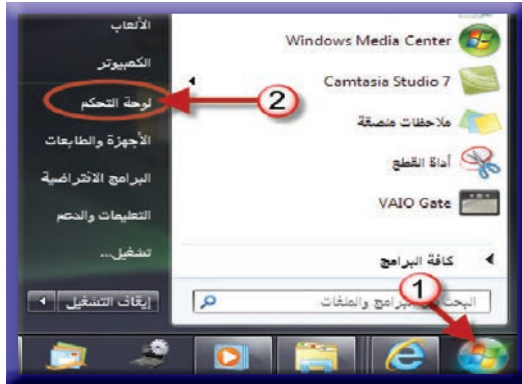 Windows Media Center
Camtasia Studio 7
ملاحظات ملصقة
أداة القطع
VAIO Gate
كافة البرامج
البحث في البرامج والملفات
الألعاب
الكمبيوتر
لوحة التحكم
الأجهزة والطابعات
البرامج الافتراضية
التعليمات والدعم
تشغيل...
إيقاف التشغيل
1
2